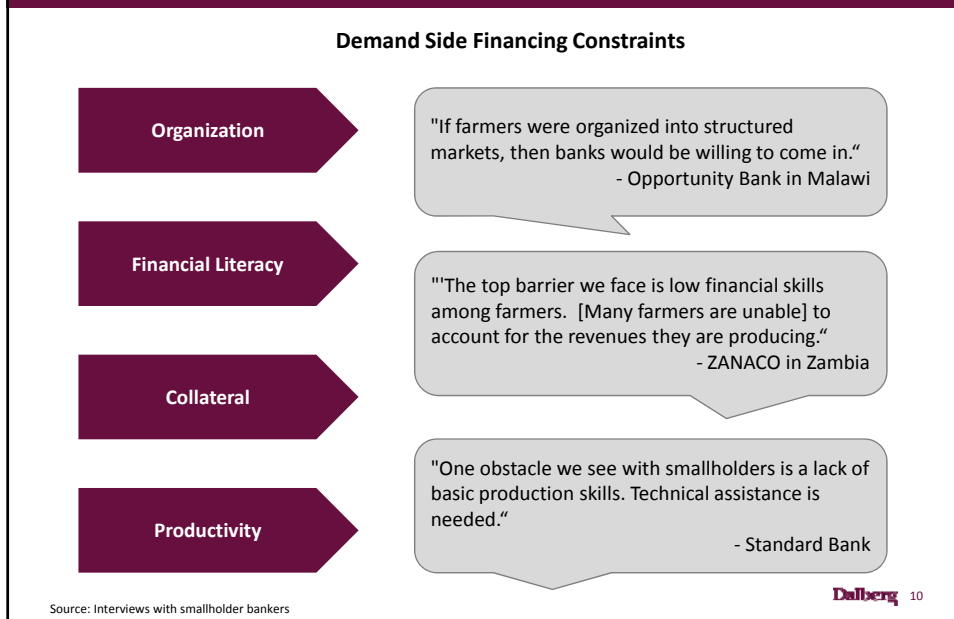 Demand Side Financing Constraints
Organization
"If farmers were organized into structured
markets, then banks would be willing to come in.“
- Opportunity Bank in Malawi
Financial Literacy
"'The top barrier we face is low financial skills
among farmers.  [Many farmers are unable] to
account for the revenues they are producing.“
- ZANACO in Zambia
Collateral
Productivity
"One obstacle we see with smallholders is a lack of
basic production skills. Technical assistance is
needed.“
- Standard Bank
Source: Interviews with smallholder bankers
Dalberg 10